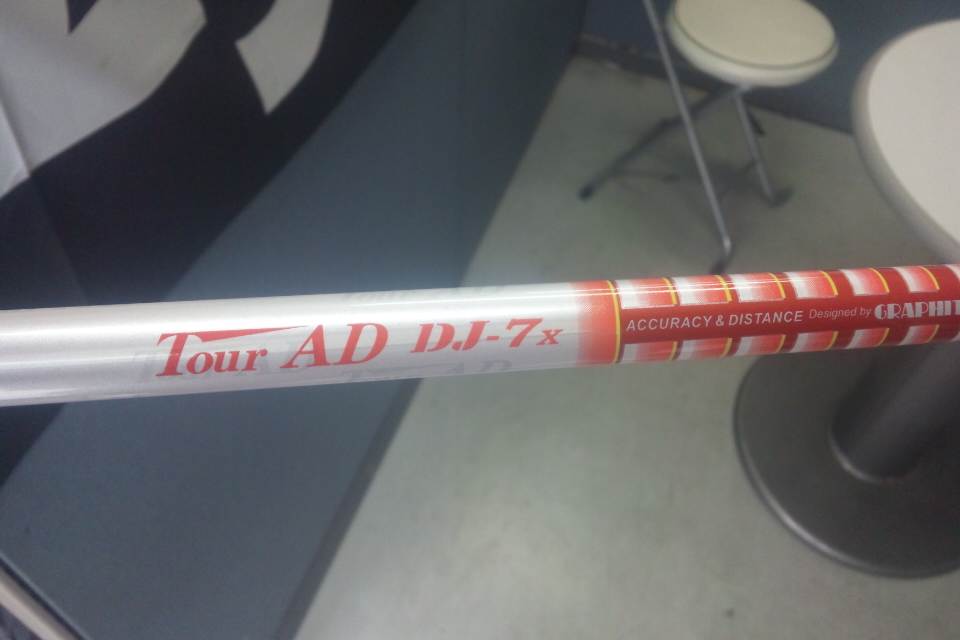 Tour AD DJ-7x
ACCURACY & DISTANCE Designed by GRAPHIT